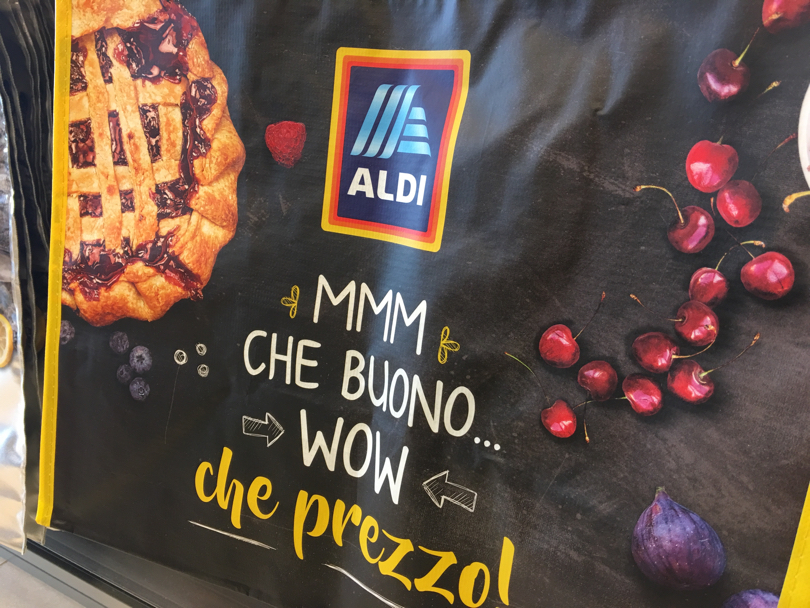 ALDI
MMM
CHE BUONO...
WOW
che prezzo!